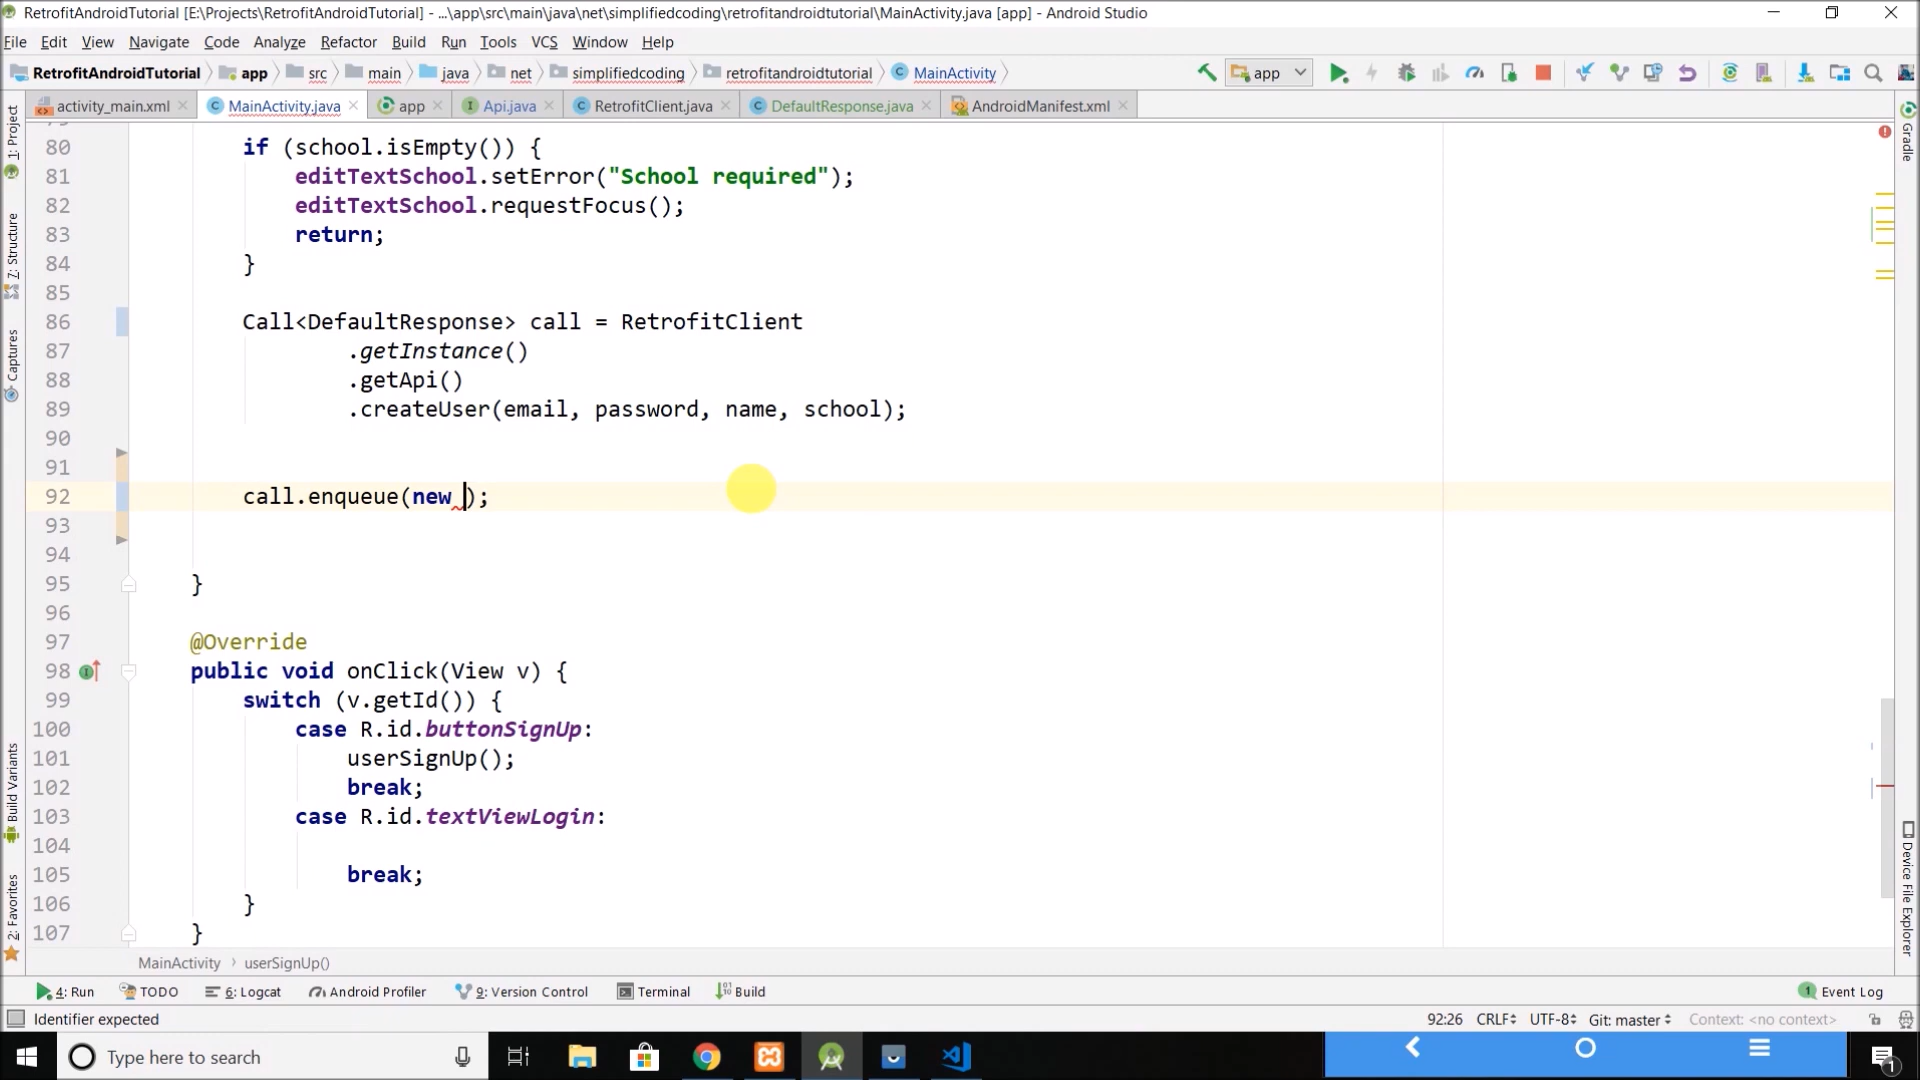 RetrofitAndroidTutorial [E:\Projects\RetrofitAndroidTutorial] - ...\app\src\main\java\net\simplifiedcoding\retrofitandroidtutorial\MainActivity.java [app] - Android Studio
File Edit View Navigate Code Analyze Refactor Build Run Tools VCS Window Help
RetrofitAndroidTutorial app src main java net simplifiedcoding retrofitandroidtutorial MainActivity app
activity_main.xml MainActivity.java app Api.java RetrofitClient.java DefaultResponse.java AndroidManifest.xml
1: Project
7: Structure
Captures
Build Variants
2: Favorites
Gradle
Device File Explorer
80 if (school.isEmpty()) {
81 editTextSchool.setError("School required");
82 editTextSchool.requestFocus();
83 return;
84 }
85
86 Call<DefaultResponse> call = RetrofitClient
87 .getInstance()
88 .getApi()
89 .createUser(email, password, name, school);
90
91
92 call.enqueue(new );
93
94
95 }
96
97 @Override
98 public void onClick(View v) {
99 switch (v.getId()) {
100 case R.id.buttonSignUp:
101 userSignUp();
102 break;
103 case R.id.textViewLogin:
104
105 break;
106 }
107 }
MainActivity › userSignUp()
4: Run TODO 6: Logcat Android Profiler 9: Version Control Terminal Build 1 Event Log
Identifier expected 92:26 CRLF UTF-8 Git: master Context: <no context>
Type here to search 1